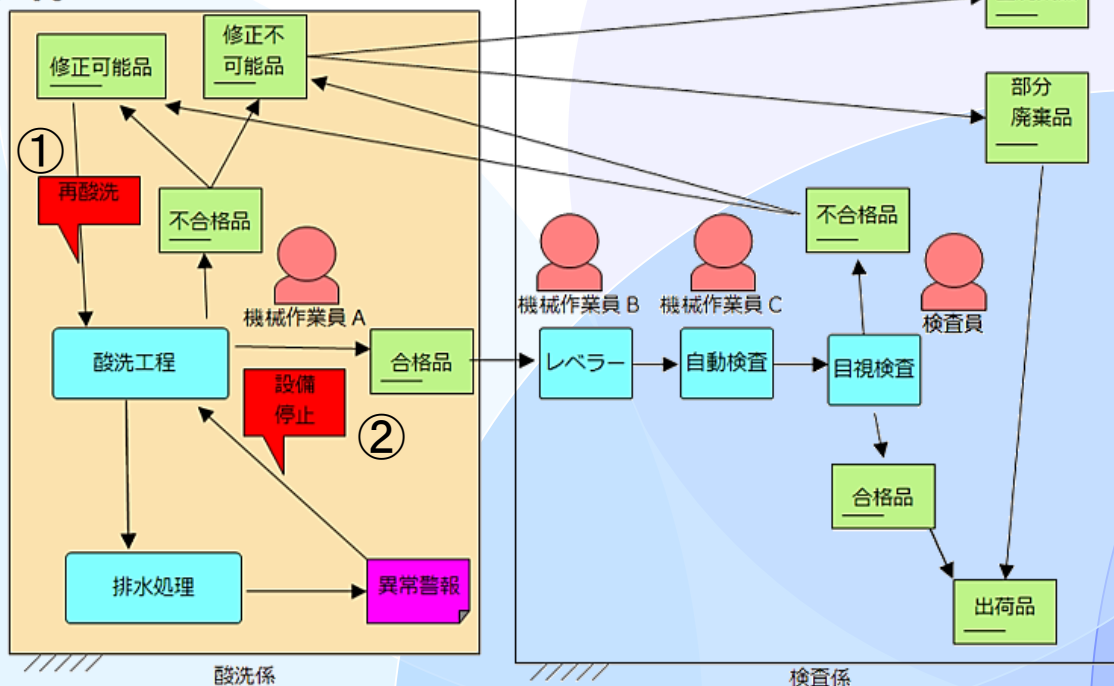 修正可能品
修正不
可能品
部分
廃棄品
①
再酸洗
不合格品
不合格品
機械作業員 A
機械作業員 B
機械作業員 C
検査員
酸洗工程
合格品
レベラー
自動検査
目視検査
設備
停止
②
合格品
排水処理
異常警報
出荷品
酸洗係
検査係